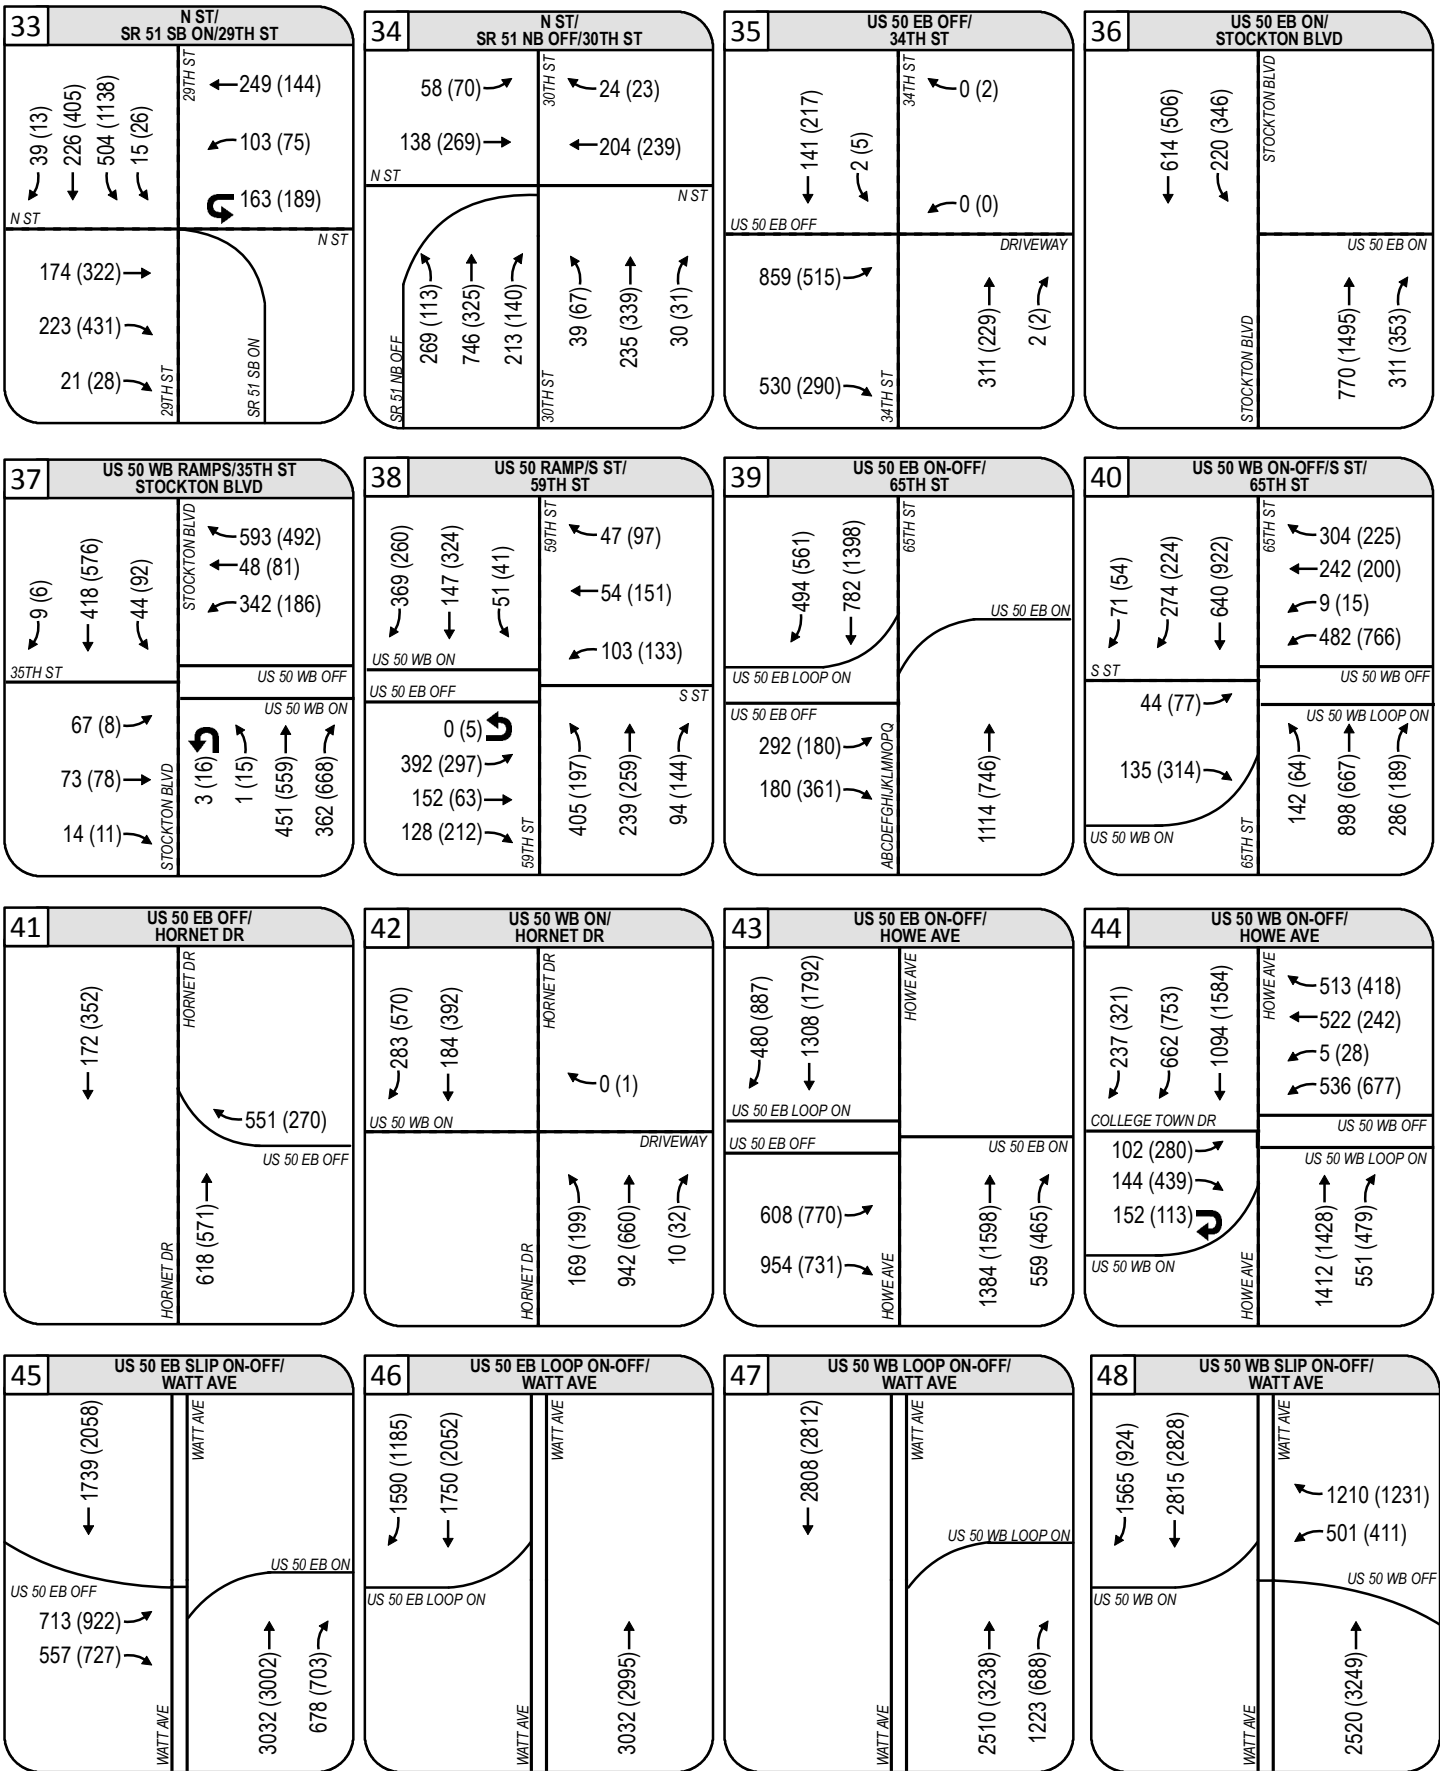 33
N ST/
SR 51 SB ON/29TH ST
39 (13)
226 (405)
504 (1138)
15 (26)
29TH ST
249 (144)
103 (75)
163 (189)
N ST
N ST
174 (322)
223 (431)
21 (28)
29TH ST
SR 51 SB ON
34
N ST/
SR 51 NB OFF/30TH ST
58 (70)
138 (269)
30TH ST
24 (23)
204 (239)
N ST
N ST
SR 51 NB OFF
269 (113)
746 (325)
213 (140)
30TH ST
39 (67)
235 (339)
30 (31)
35
US 50 EB OFF/
34TH ST
141 (217)
2 (5)
34TH ST
0 (2)
0 (0)
US 50 EB OFF
DRIVEWAY
859 (515)
530 (290)
34TH ST
311 (229)
2 (2)
36
US 50 EB ON/
STOCKTON BLVD
614 (506)
220 (346)
STOCKTON BLVD
US 50 EB ON
STOCKTON BLVD
770 (1495)
311 (353)
37
US 50 WB RAMPS/35TH ST
STOCKTON BLVD
9 (6)
418 (576)
44 (92)
STOCKTON BLVD
593 (492)
48 (81)
342 (186)
35TH ST
US 50 WB OFF
US 50 WB ON
67 (8)
73 (78)
14 (11)
STOCKTON BLVD
3 (16)
1 (15)
451 (559)
362 (668)
38
US 50 RAMP/S ST/
59TH ST
369 (260)
147 (324)
51 (41)
59TH ST
47 (97)
54 (151)
103 (133)
US 50 WB ON
US 50 EB OFF
S ST
0 (5)
392 (297)
152 (63)
128 (212)
59TH ST
405 (197)
239 (259)
94 (144)
39
US 50 EB ON-OFF/
65TH ST
494 (561)
782 (1398)
65TH ST
US 50 EB ON
US 50 EB LOOP ON
US 50 EB OFF
292 (180)
180 (361)
ABCDEFGHIJKLMNOPQ
1114 (746)
40
US 50 WB ON-OFF/S ST/
65TH ST
71 (54)
274 (224)
640 (922)
65TH ST
304 (225)
242 (200)
9 (15)
482 (766)
S ST
US 50 WB OFF
US 50 WB LOOP ON
44 (77)
135 (314)
US 50 WB ON
65TH ST
142 (64)
898 (667)
286 (189)
41
US 50 EB OFF/
HORNET DR
172 (352)
HORNET DR
551 (270)
US 50 EB OFF
HORNET DR
618 (571)
42
US 50 WB ON/
HORNET DR
283 (570)
184 (392)
HORNET DR
0 (1)
US 50 WB ON
DRIVEWAY
HORNET DR
169 (199)
942 (660)
10 (32)
43
US 50 EB ON-OFF/
HOWE AVE
480 (887)
1308 (1792)
HOWE AVE
US 50 EB LOOP ON
US 50 EB OFF
US 50 EB ON
608 (770)
954 (731)
HOWE AVE
1384 (1598)
559 (465)
44
US 50 WB ON-OFF/
HOWE AVE
237 (321)
662 (753)
1094 (1584)
HOWE AVE
513 (418)
522 (242)
5 (28)
536 (677)
COLLEGE TOWN DR
US 50 WB OFF
US 50 WB LOOP ON
102 (280)
144 (439)
152 (113)
US 50 WB ON
HOWE AVE
1412 (1428)
551 (479)
45
US 50 EB SLIP ON-OFF/
WATT AVE
1739 (2058)
WATT AVE
US 50 EB ON
US 50 EB OFF
713 (922)
557 (727)
WATT AVE
3032 (3002)
678 (703)
46
US 50 EB LOOP ON-OFF/
WATT AVE
1590 (1185)
1750 (2052)
WATT AVE
US 50 EB LOOP ON
WATT AVE
3032 (2995)
47
US 50 WB LOOP ON-OFF/
WATT AVE
2808 (2812)
WATT AVE
US 50 WB LOOP ON
WATT AVE
2510 (3238)
1223 (688)
48
US 50 WB SLIP ON-OFF/
WATT AVE
1565 (924)
2815 (2828)
WATT AVE
1210 (1231)
501 (411)
US 50 WB OFF
US 50 WB ON
WATT AVE
2520 (3249)